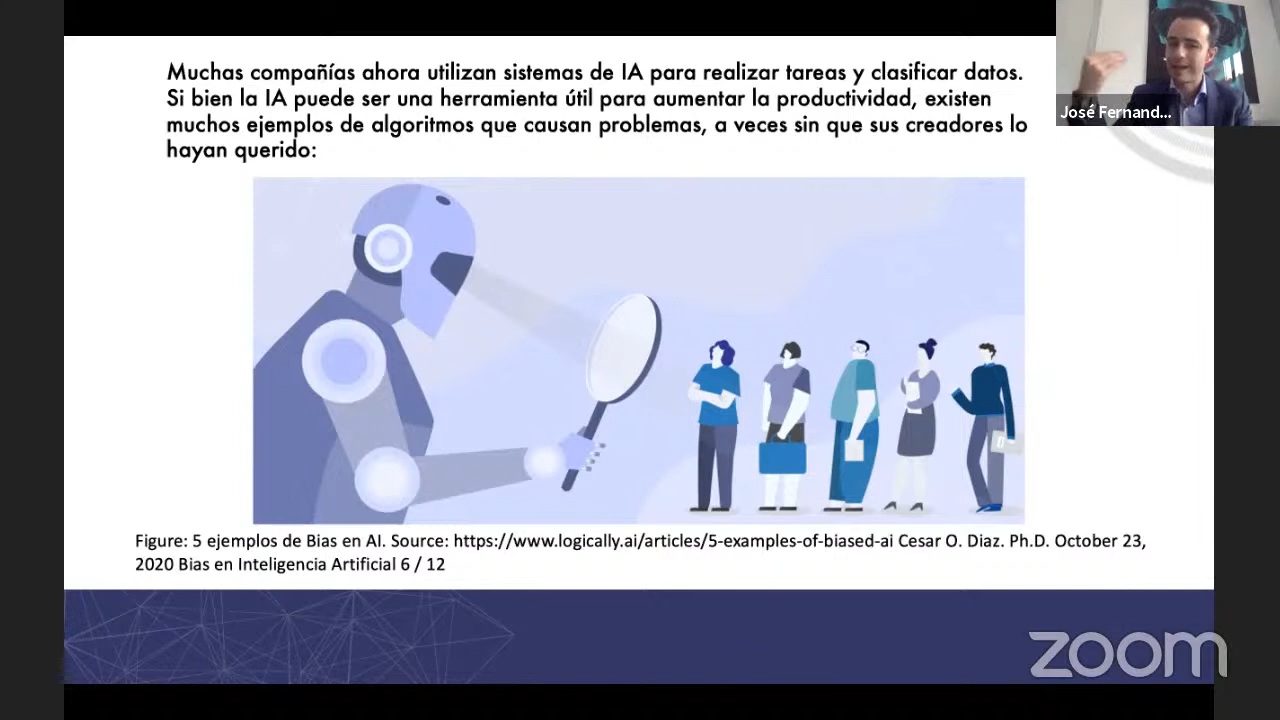 Muchas compañías ahora utilizan sistemas de IA para realizar tareas y clasificar datos.
Si bien la IA puede ser una herramienta útil para aumentar la productividad, existen
muchos ejemplos de algoritmos que causan problemas, a veces sin que sus creadores lo
hayan querido:
José Fernand...
Figure: 5 ejemplos de Bias en AI. Source: https://www.logically.ai/articles/5-examples-of-biased-ai Cesar O. Diaz. Ph.D. October 23,
2020 Bias en Inteligencia Artificial 6 / 12
zoom